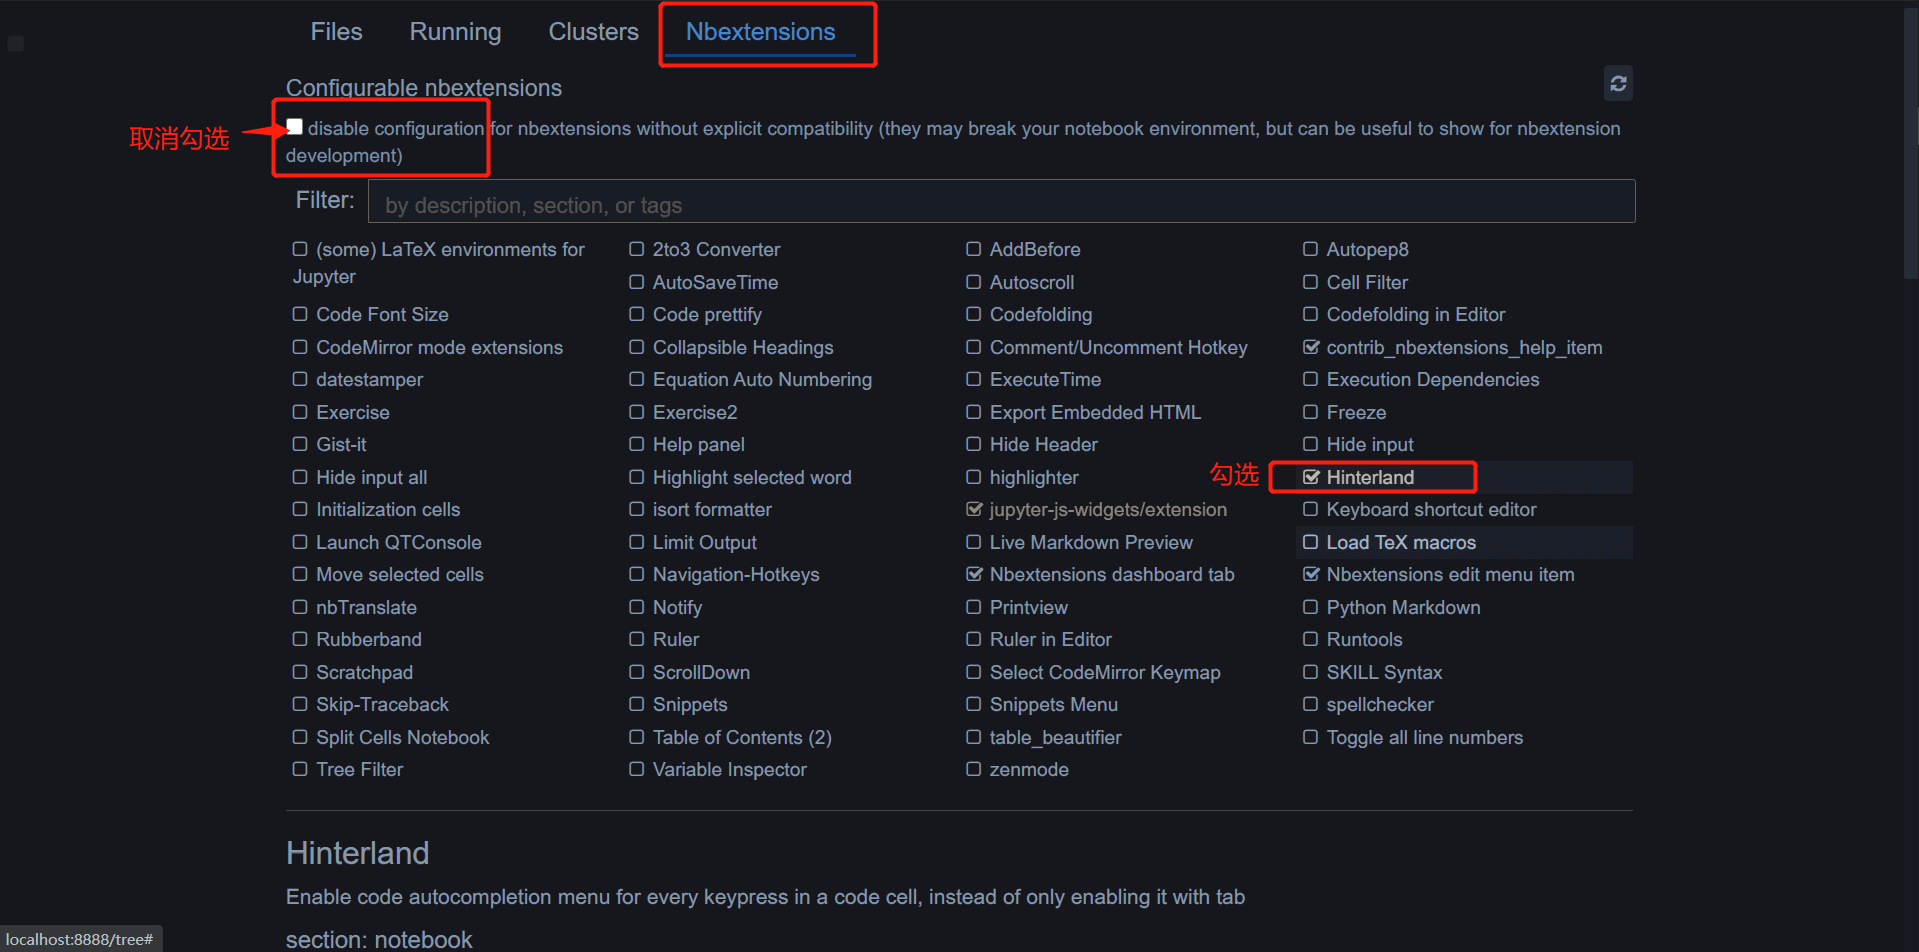 Files Running Clusters Nbextensions
Configurable nbextensions
取消勾选
disable configuration for nbextensions without explicit compatibility (they may break your notebook environment, but can be useful to show for nbextension
development)
Filter: by description, section, or tags
(some) LaTeX environments for
Jupyter
2to3 Converter
AddBefore
Autopep8
AutoSaveTime
Autoscroll
Cell Filter
Code Font Size
Code prettify
Codefolding
Codefolding in Editor
CodeMirror mode extensions
Collapsible Headings
Comment/Uncomment Hotkey
contrib_nbextensions_help_item
datestamper
Equation Auto Numbering
ExecuteTime
Execution Dependencies
Exercise
Exercise2
Export Embedded HTML
Freeze
Gist-it
Help panel
Hide Header
Hide input
Hide input all
Highlight selected word
highlighter
勾选
Hinterland
Initialization cells
isort formatter
jupyter-js-widgets/extension
Keyboard shortcut editor
Launch QTConsole
Limit Output
Live Markdown Preview
Load TeX macros
Move selected cells
Navigation-Hotkeys
Nbextensions dashboard tab
Nbextensions edit menu item
nbTranslate
Notify
Printview
Python Markdown
Rubberband
Ruler
Ruler in Editor
Runtools
Scratchpad
ScrollDown
Select CodeMirror Keymap
SKILL Syntax
Skip-Traceback
Snippets
Snippets Menu
spellchecker
Split Cells Notebook
Table of Contents (2)
table_beautifier
Toggle all line numbers
Tree Filter
Variable Inspector
zenmode
Hinterland
Enable code autocompletion menu for every keypress in a code cell, instead of only enabling it with tab
section: notebook
localhost:8888/tree#